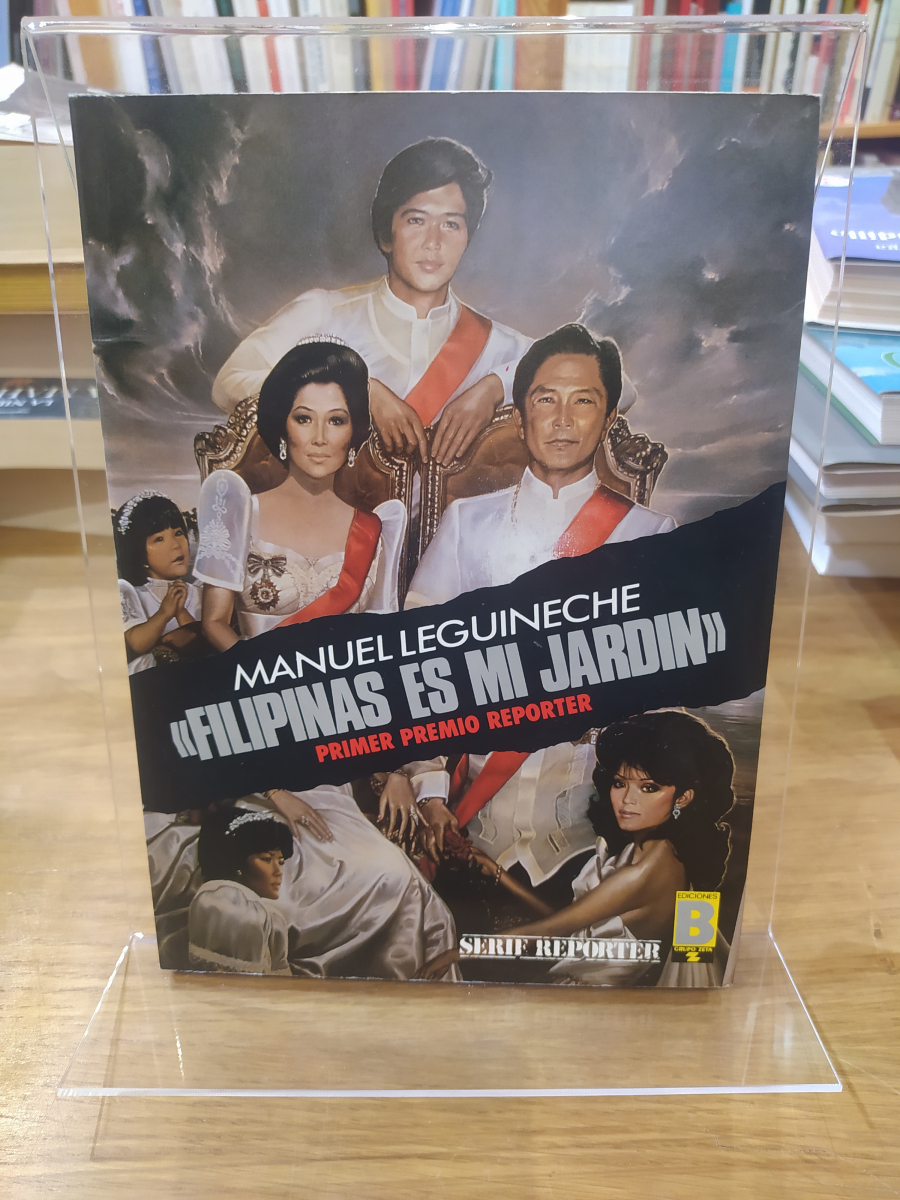 MANUEL LEGUINECHE
«FILIPINAS ES MI JARDIN»
PRIMER PREMIO REPORTER
EDICIONES
B
GRUPO ZETA
Z
SERIE REPORTER